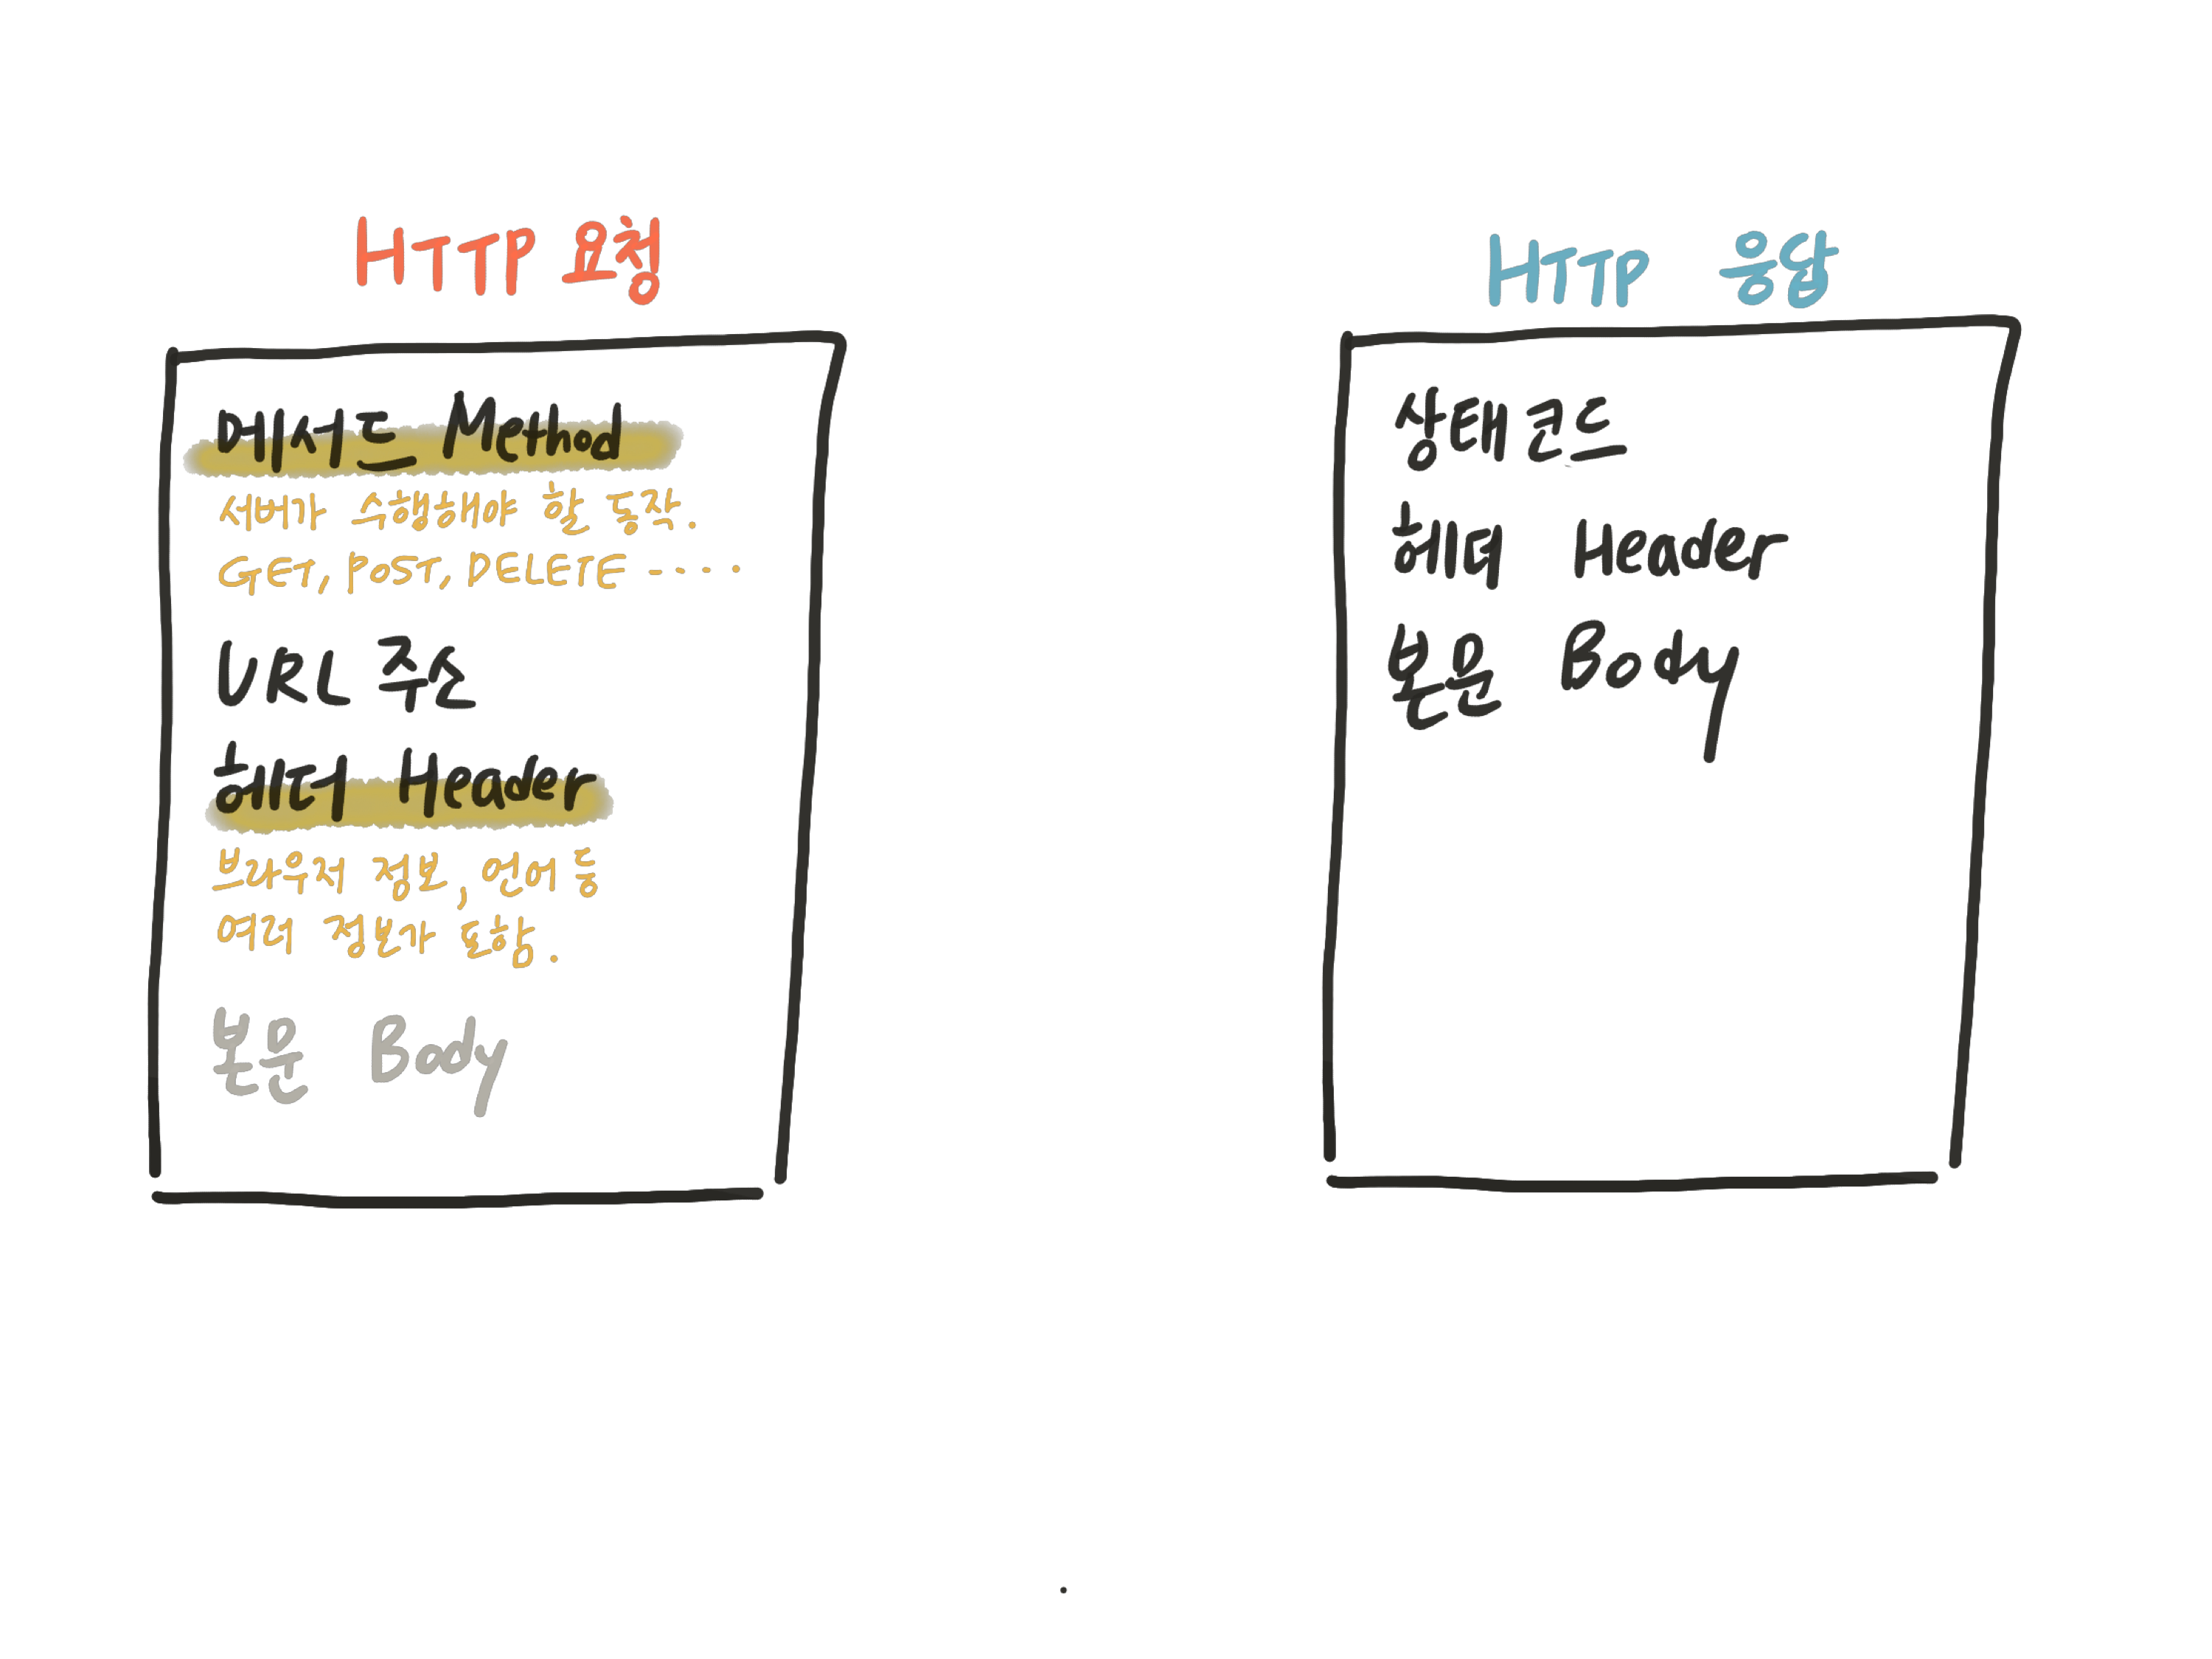 HTTP 요청
메서드 Method
서버가 수행해야 할 동작.
GET, POST, DELETE -....
URL 주소
헤더 Header
브라우저 정보, 언어 등
여러 정보가 포함.
본문 Body
HTTP 응답
상태 코드
헤더 Header
본문 Body